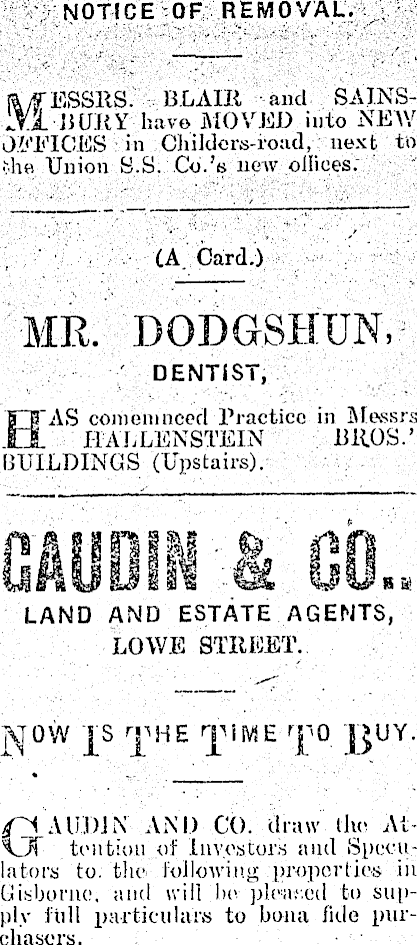 NOTICE OF REMOVAL.
MESSRS. BLAIR and SAINS-
BURY have MOVED into NEW
OFFICES in Childers-road, next to
the Union S.S. Co.'s new offices.
(A Card.)
MR. DODGSHUN,
DENTIST,
HAS comemnced Practice in Messrs
HALLENSTEIN BROS.'
BUILDINGS (Upstairs).
GAUDIN & CO.,
LAND AND ESTATE AGENTS,
LOWE STREET.
NOW IS THE TIME TO BUY.
GAUDIN AND CO. draw the At-
tention of Investors and Specu-
lators to the following properties in
Gisborne, and will be pleased to sup-
ply full particulars to bona fide pur-
chasers.